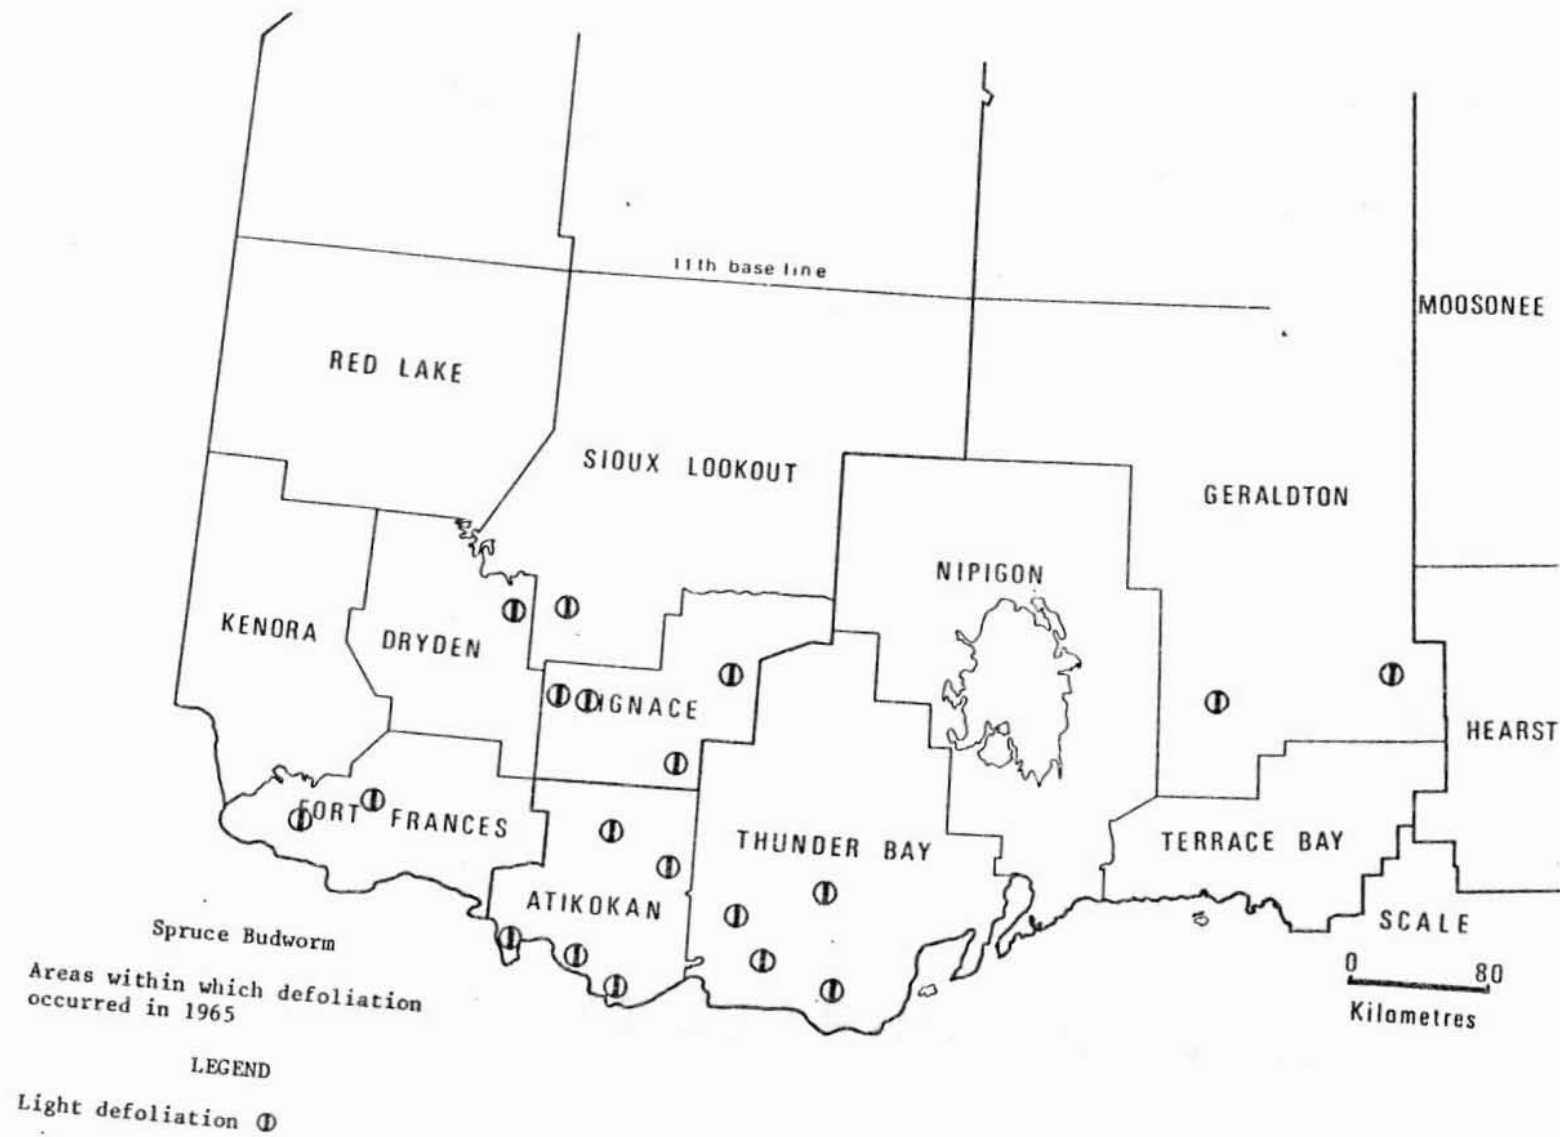 11th base line
MOOSONEE
RED LAKE
SIOUX LOOKOUT
GERALDTON
NIPIGON
KENORA
DRYDEN
IGNACE
HEARST
FORT FRANCES
THUNDER BAY
TERRACE BAY
ATIKOKAN
SCALE
0 80
Kilometres
Spruce Budworm
Areas within which defoliation
occurred in 1965
LEGEND
Light defoliation